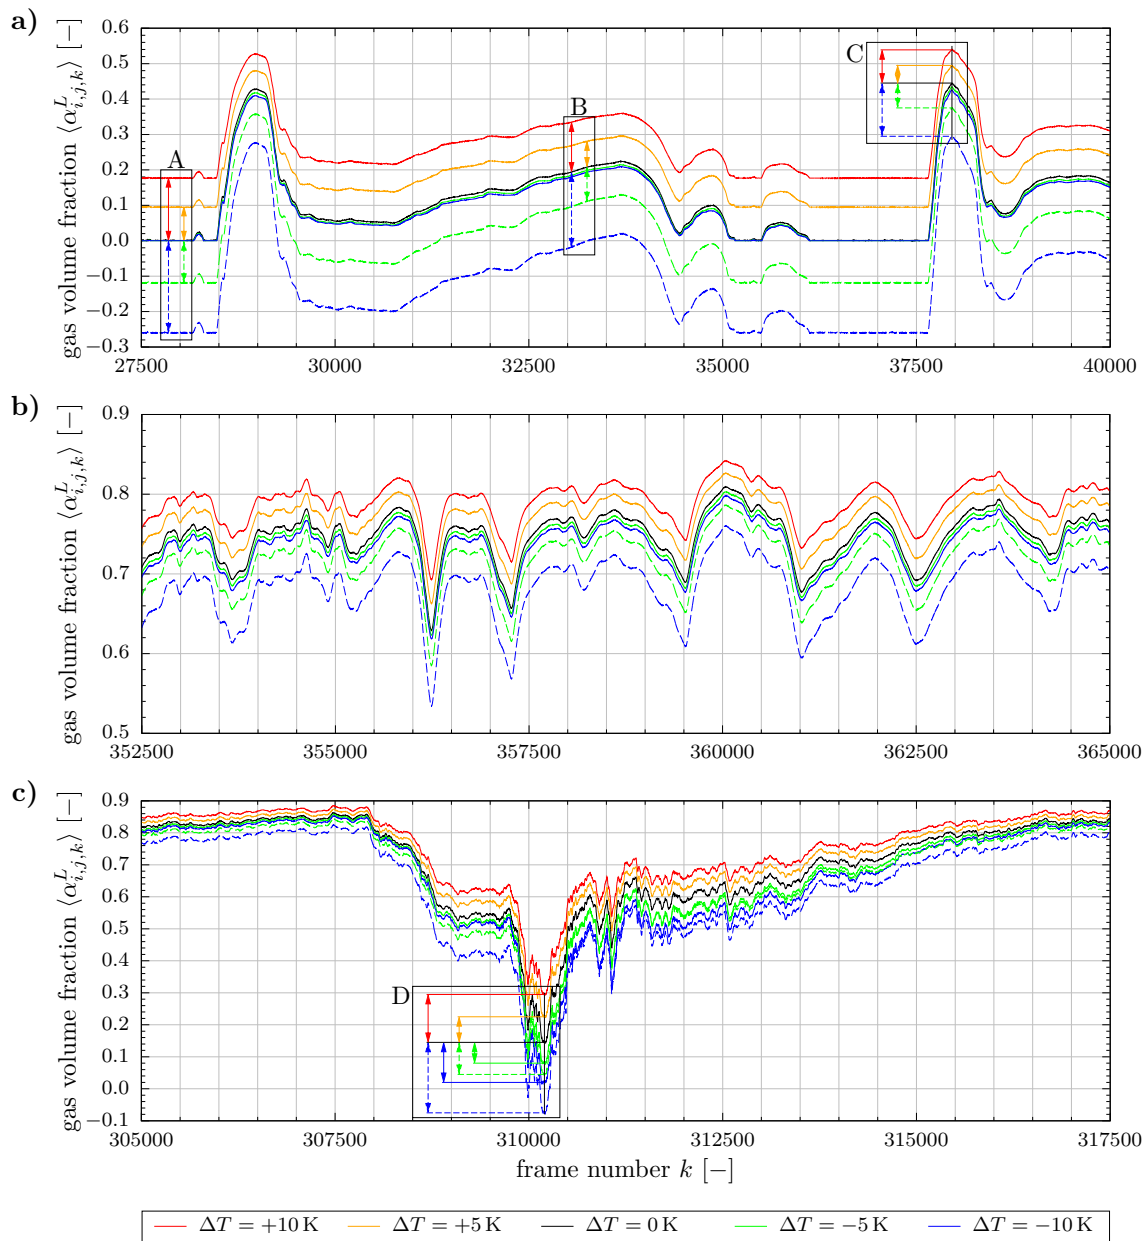 a)
gas volume fraction ⟨α^L_{i,j,k}⟩ [−]
0.6
0.5
0.4
0.3
0.2
0.1
0.0
−0.1
−0.2
−0.3
A
B
C
27500 30000 32500 35000 37500 40000
b)
gas volume fraction ⟨α^L_{i,j,k}⟩ [−]
0.9
0.8
0.7
0.6
0.5
352500 355000 357500 360000 362500 365000
c)
gas volume fraction ⟨α^L_{i,j,k}⟩ [−]
0.9
0.8
0.7
0.6
0.5
0.4
0.3
0.2
0.1
0.0
−0.1
D
305000 307500 310000 312500 315000 317500
frame number k [−]
ΔT = +10 K ΔT = +5 K ΔT = 0 K ΔT = −5 K ΔT = −10 K